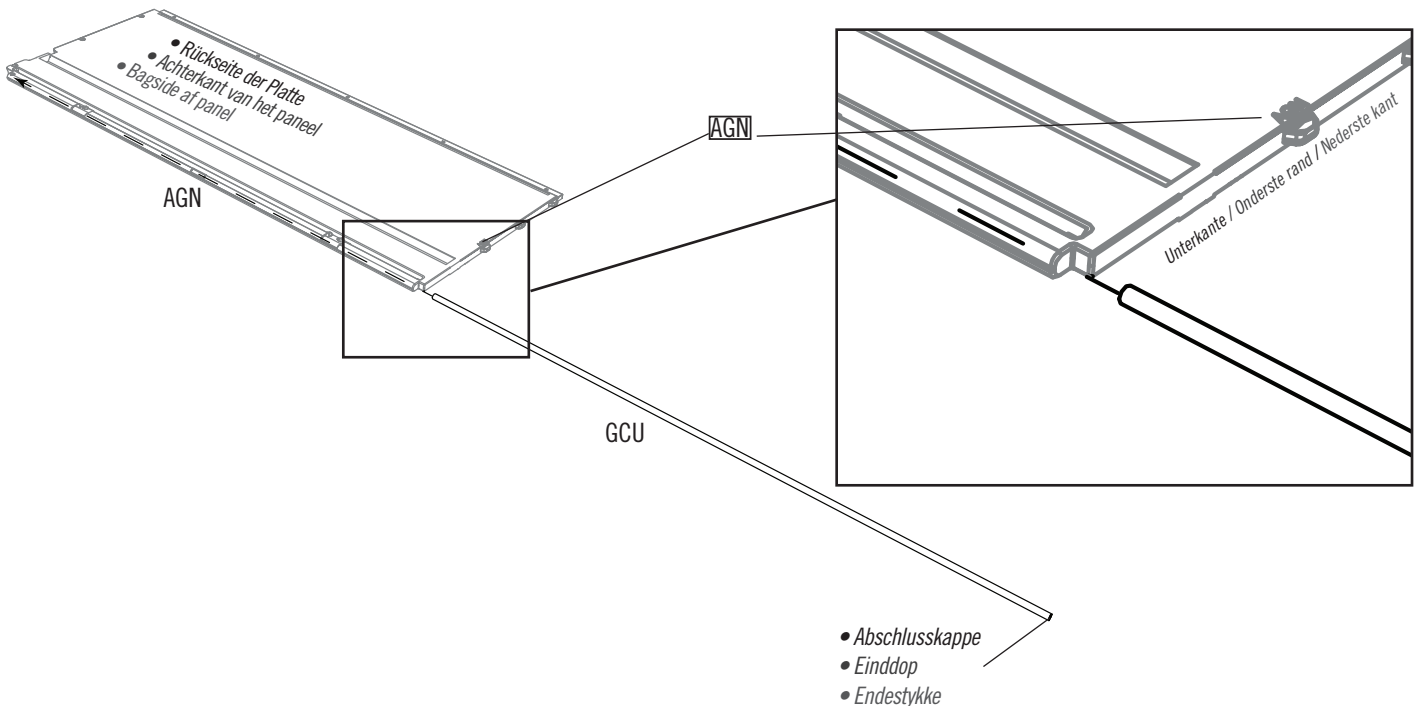 • Rückseite der Platte
• Achterkant van het paneel
• Bagside af panel
AGN
AGN
Unterkante / Onderste rand / Nederste kant
GCU
• Abschlusskappe
• Einddop
• Endestykke